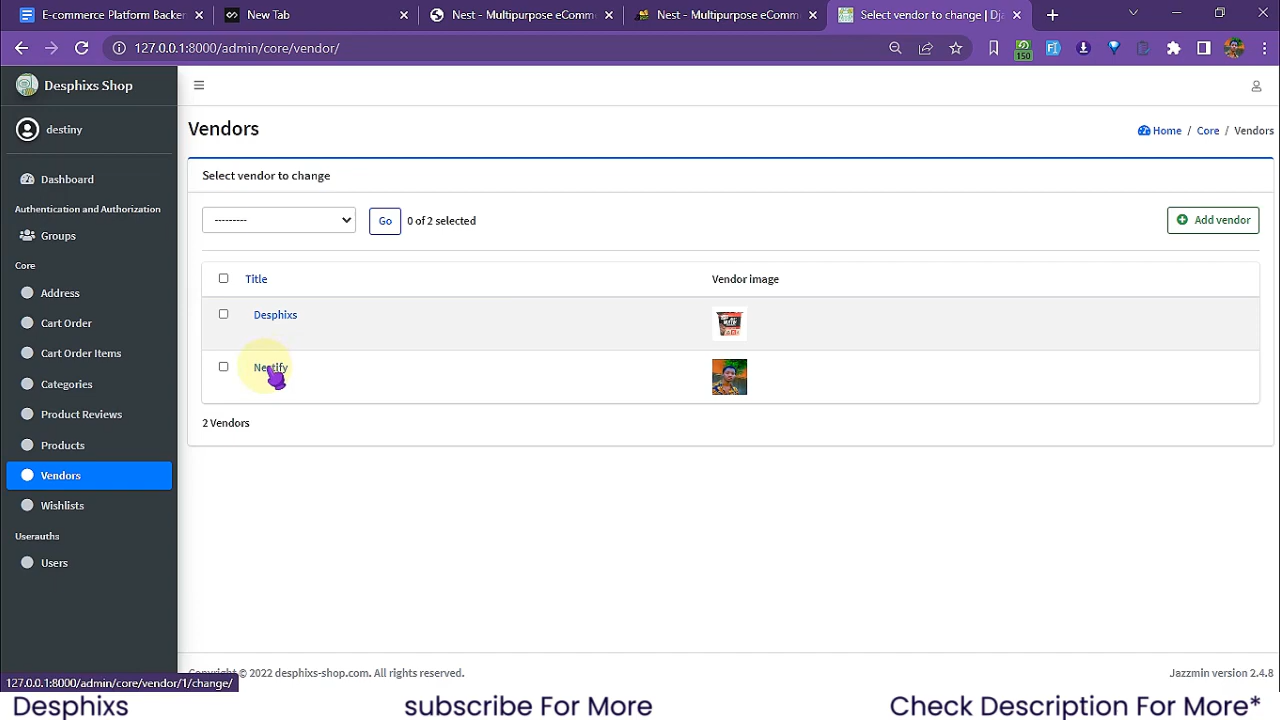 E-commerce Platform Backen
New Tab
Nest - Multipurpose eComm
Nest - Multipurpose eComm
Select vendor to change | Dja
127.0.0.1:8000/admin/core/vendor/
150
Desphixs Shop
destiny
Vendors
Home / Core / Vendors
Dashboard
Select vendor to change
Authentication and Authorization
---------
Go
0 of 2 selected
Add vendor
Groups
Core
Title
Vendor image
Address
Desphixs
Cart Order
Cart Order Items
Nestify
Categories
Product Reviews
2 Vendors
Products
Vendors
Wishlists
Userauths
Users
Copyright © 2022 desphixs-shop.com. All rights reserved.
Jazzmin version 2.4.8
127.0.0.1:8000/admin/core/vendor/1/change/
Desphixs
subscribe For More
Check Description For More*